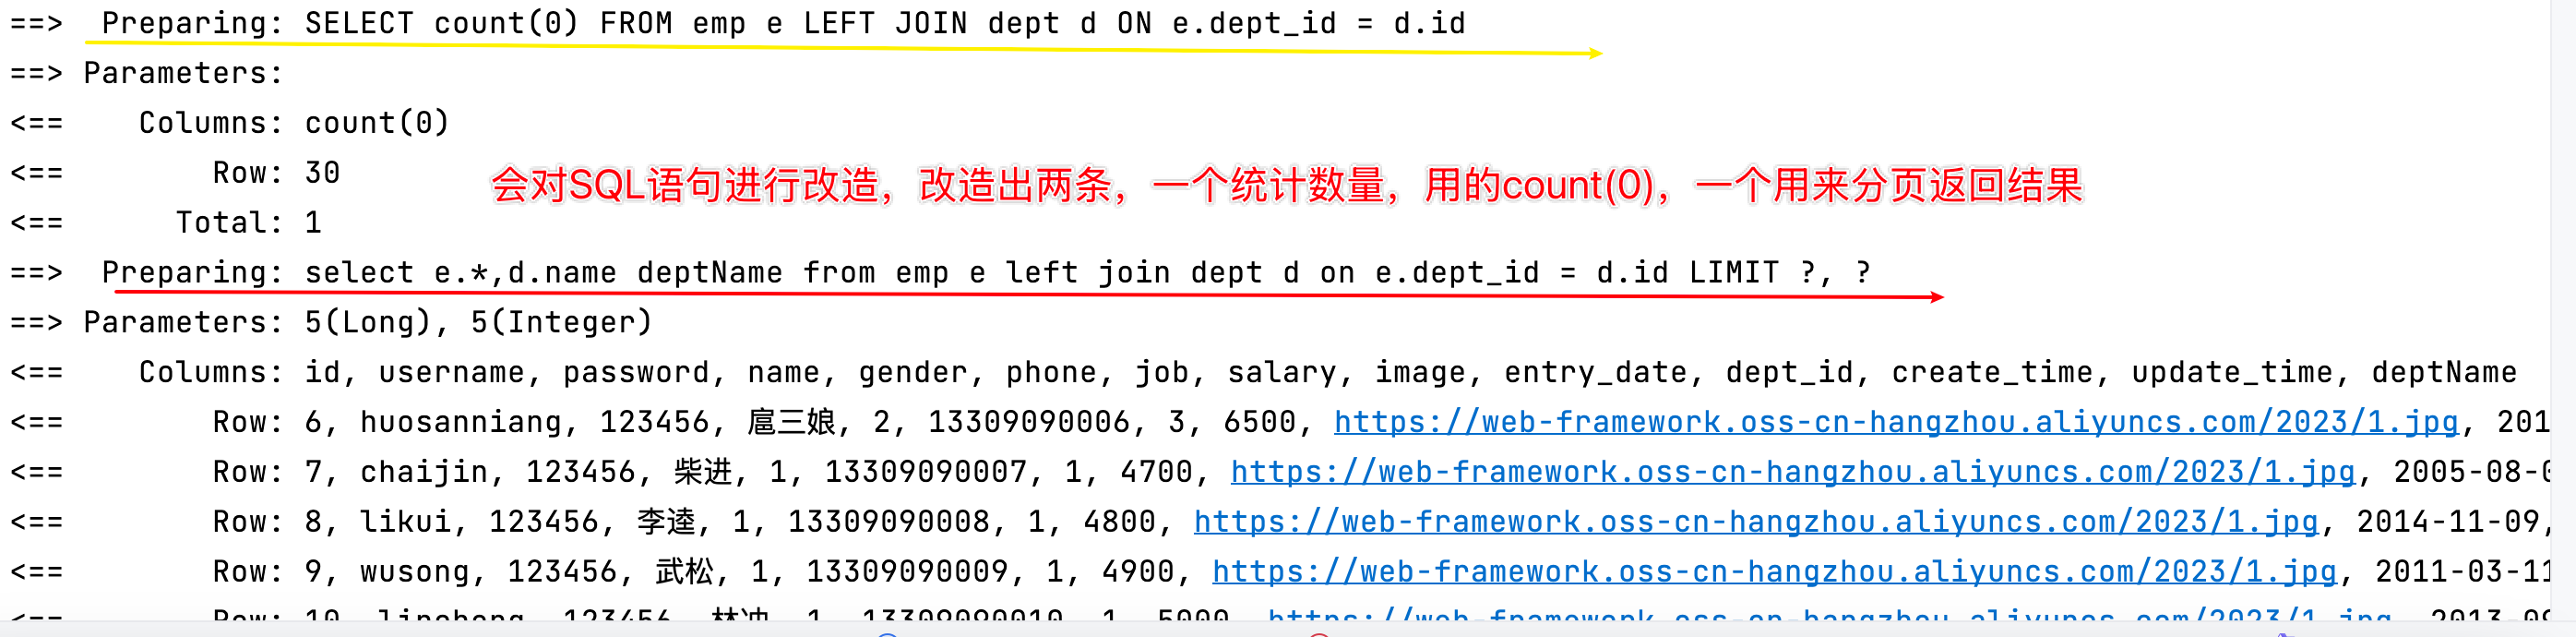 ==>  Preparing: SELECT count(0) FROM emp e LEFT JOIN dept d ON e.dept_id = d.id
==> Parameters:
<==    Columns: count(0)
<==        Row: 30
会对SQL语句进行改造，改造出两条，一个统计数量，用的count(0)，一个用来分页返回结果
<==      Total: 1
==>  Preparing: select e.*,d.name deptName from emp e left join dept d on e.dept_id = d.id LIMIT ?, ?
==> Parameters: 5(Long), 5(Integer)
<==    Columns: id, username, password, name, gender, phone, job, salary, image, entry_date, dept_id, create_time, update_time, deptName
<==        Row: 6, huosanniang, 123456, 扈三娘, 2, 13309090006, 3, 6500, https://web-framework.oss-cn-hangzhou.aliyuncs.com/2023/1.jpg, 201
<==        Row: 7, chaijin, 123456, 柴进, 1, 13309090007, 1, 4700, https://web-framework.oss-cn-hangzhou.aliyuncs.com/2023/1.jpg, 2005-08-0
<==        Row: 8, likui, 123456, 李逵, 1, 13309090008, 1, 4800, https://web-framework.oss-cn-hangzhou.aliyuncs.com/2023/1.jpg, 2014-11-09,
<==        Row: 9, wusong, 123456, 武松, 1, 13309090009, 1, 4900, https://web-framework.oss-cn-hangzhou.aliyuncs.com/2023/1.jpg, 2011-03-11
<==        Row: 10, linchong, 123456, 林冲, 1, 13309090010, 1, 5000, https://web-framework.oss-cn-hangzhou.aliyuncs.com/2023/1.jpg, 2013-09